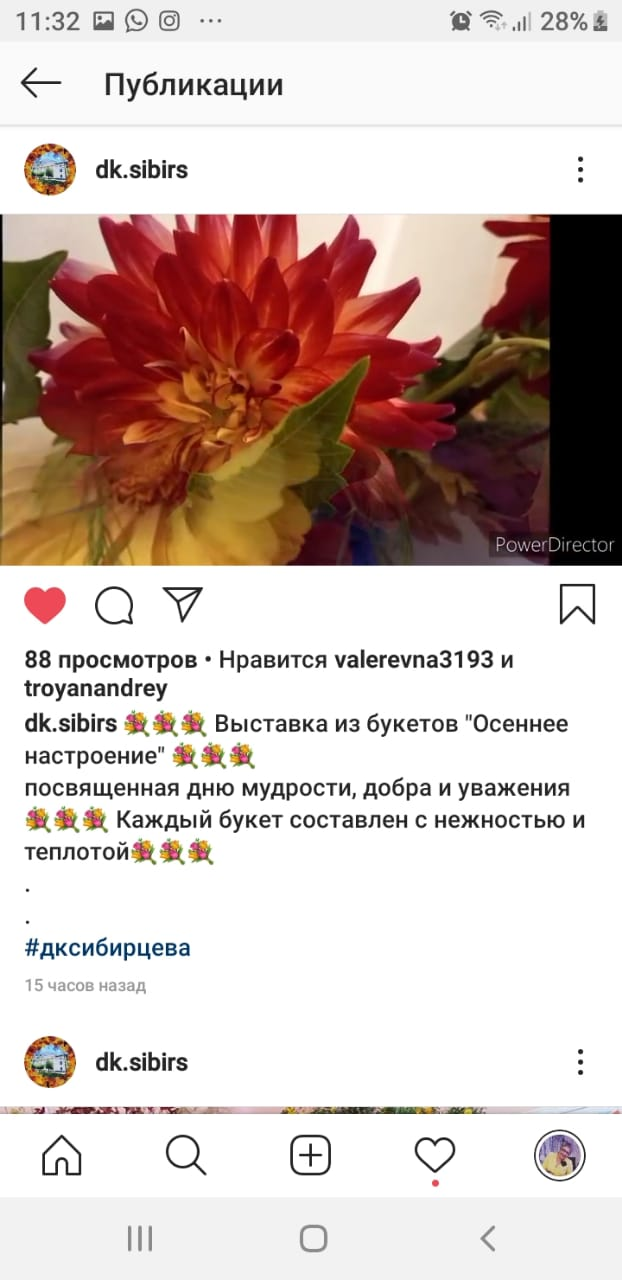 11:32
28%
Публикации
dk.sibirs
PowerDirector
88 просмотров • Нравится valerevna3193 и
troyanandrey
dk.sibirs 💐💐💐 Выставка из букетов "Осеннее
настроение" 💐💐💐
посвященная дню мудрости, добра и уважения
💐💐💐 Каждый букет составлен с нежностью и
теплотой💐💐💐
.
.
#дксибирцева
15 часов назад
dk.sibirs